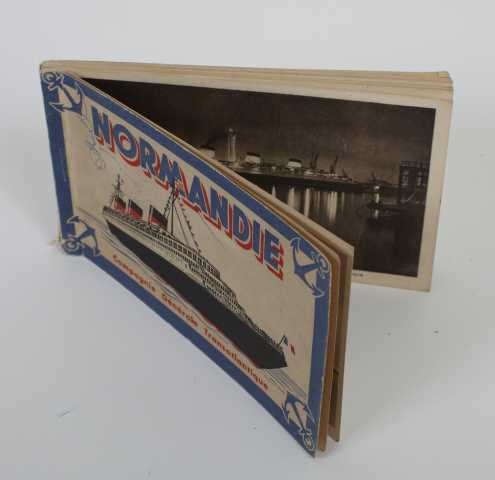 NORMANDIE
Compagnie Générale Transatlantique